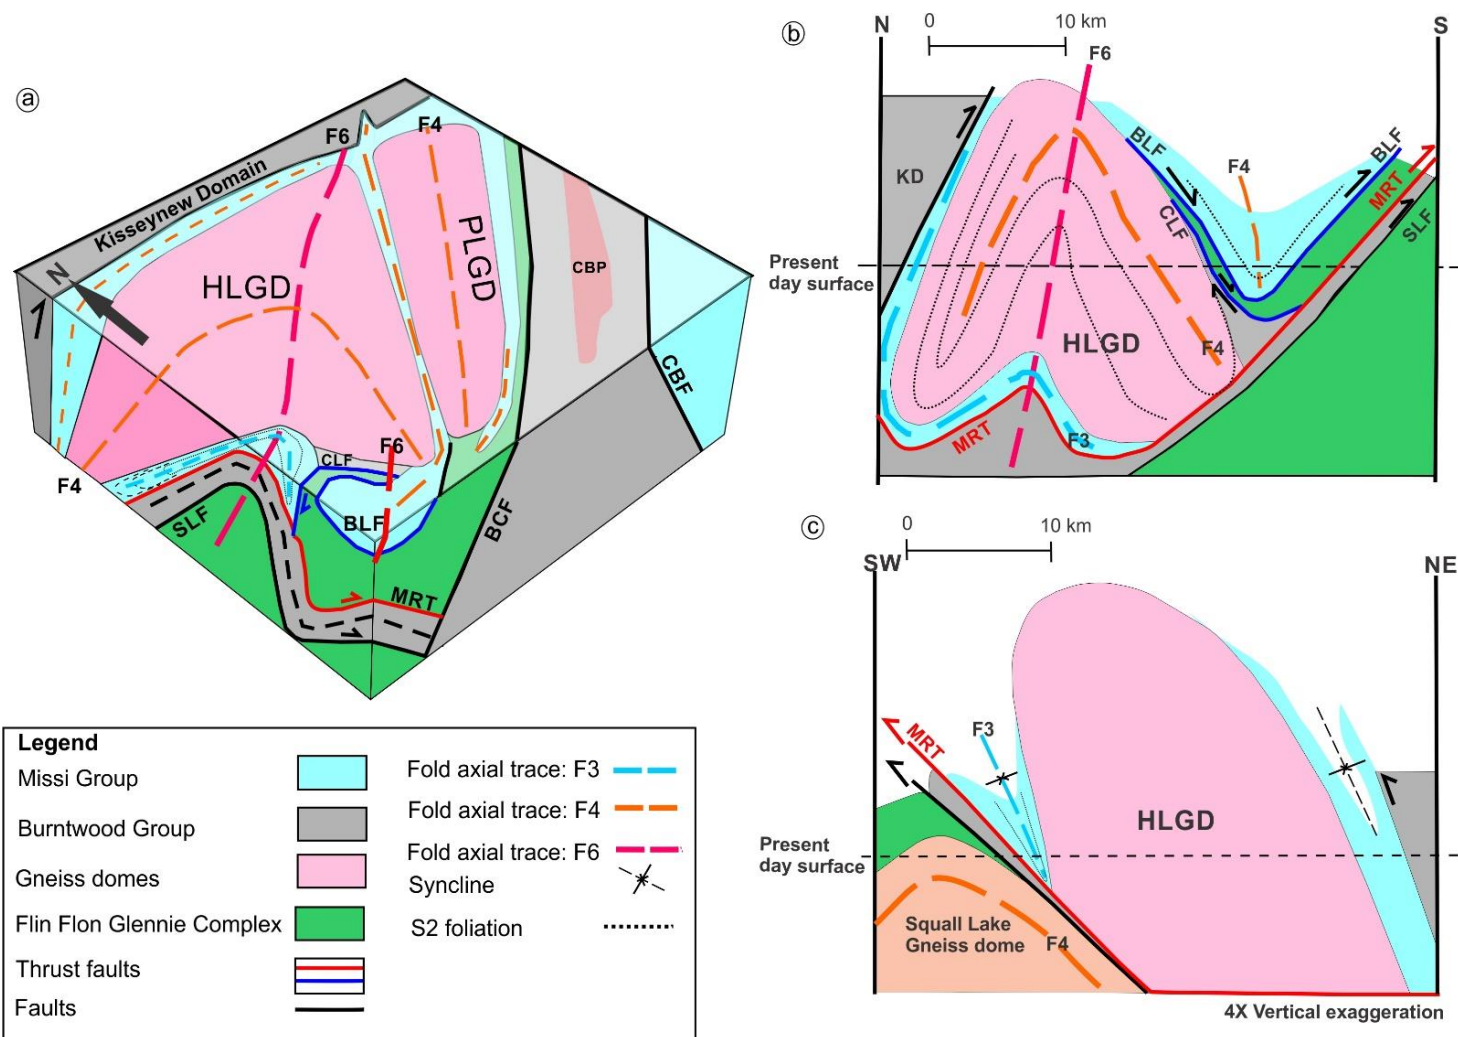 a
F6
F4
Kisseynew Domain
N
HLGD
PLGD
CBP
CBF
F4
F6
CLF
SLF
BLF
BCF
MRT
b
N
0
10 km
S
F6
KD
BLF
F4
BLF
MRT
CLF
SLF
Present
day surface
HLGD
F4
MRT
F3
c
0
10 km
SW
NE
MRT
F3
HLGD
Present
day surface
Squall Lake
Gneiss dome
F4
4X Vertical exaggeration
Legend
Missi Group
Burntwood Group
Gneiss domes
Flin Flon Glennie Complex
Thrust faults
Faults
Fold axial trace: F3
Fold axial trace: F4
Fold axial trace: F6
Syncline
S2 foliation